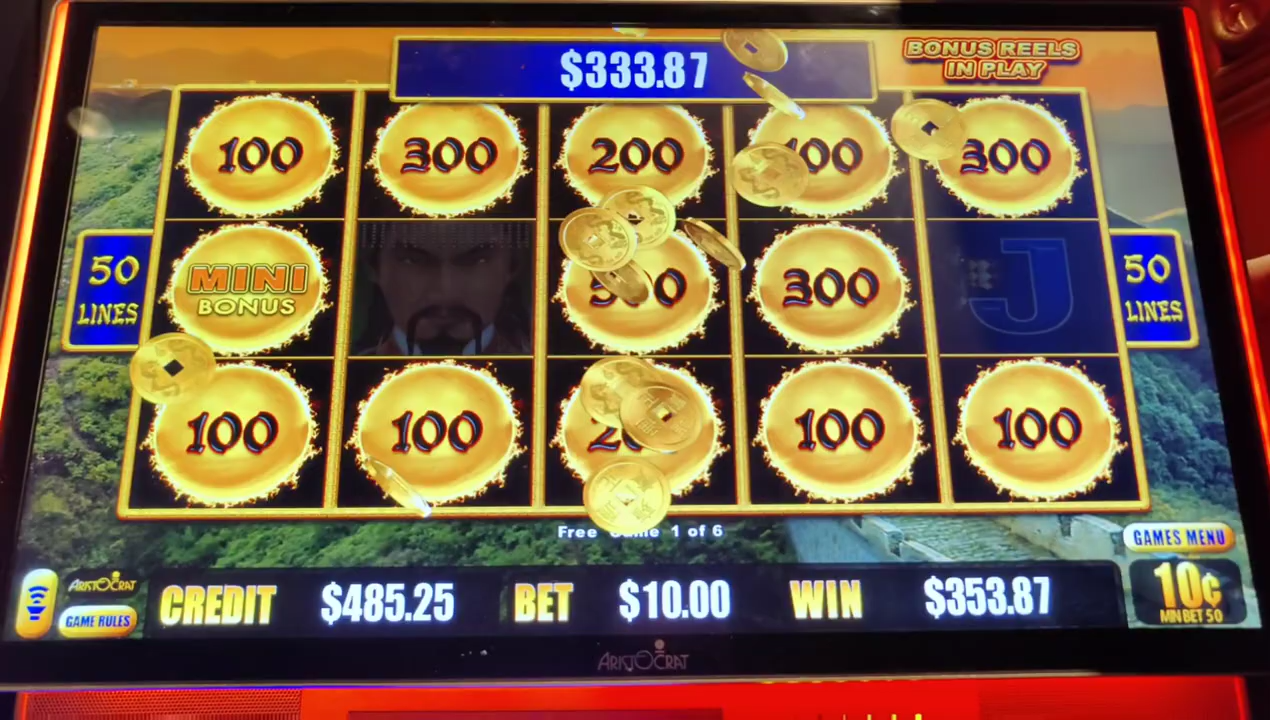 $333.87
BONUS REELS
IN PLAY
100 300 200 300
MINI
BONUS
300
J
50
LINES
50
LINES
100 100 100 100
Free 1 of 6
GAMES MENU
ARISTOCRAT
GAME RULES
CREDIT $485.25 BET $10.00 WIN $353.87
10¢
MIN BET 50
ARISTOCRAT